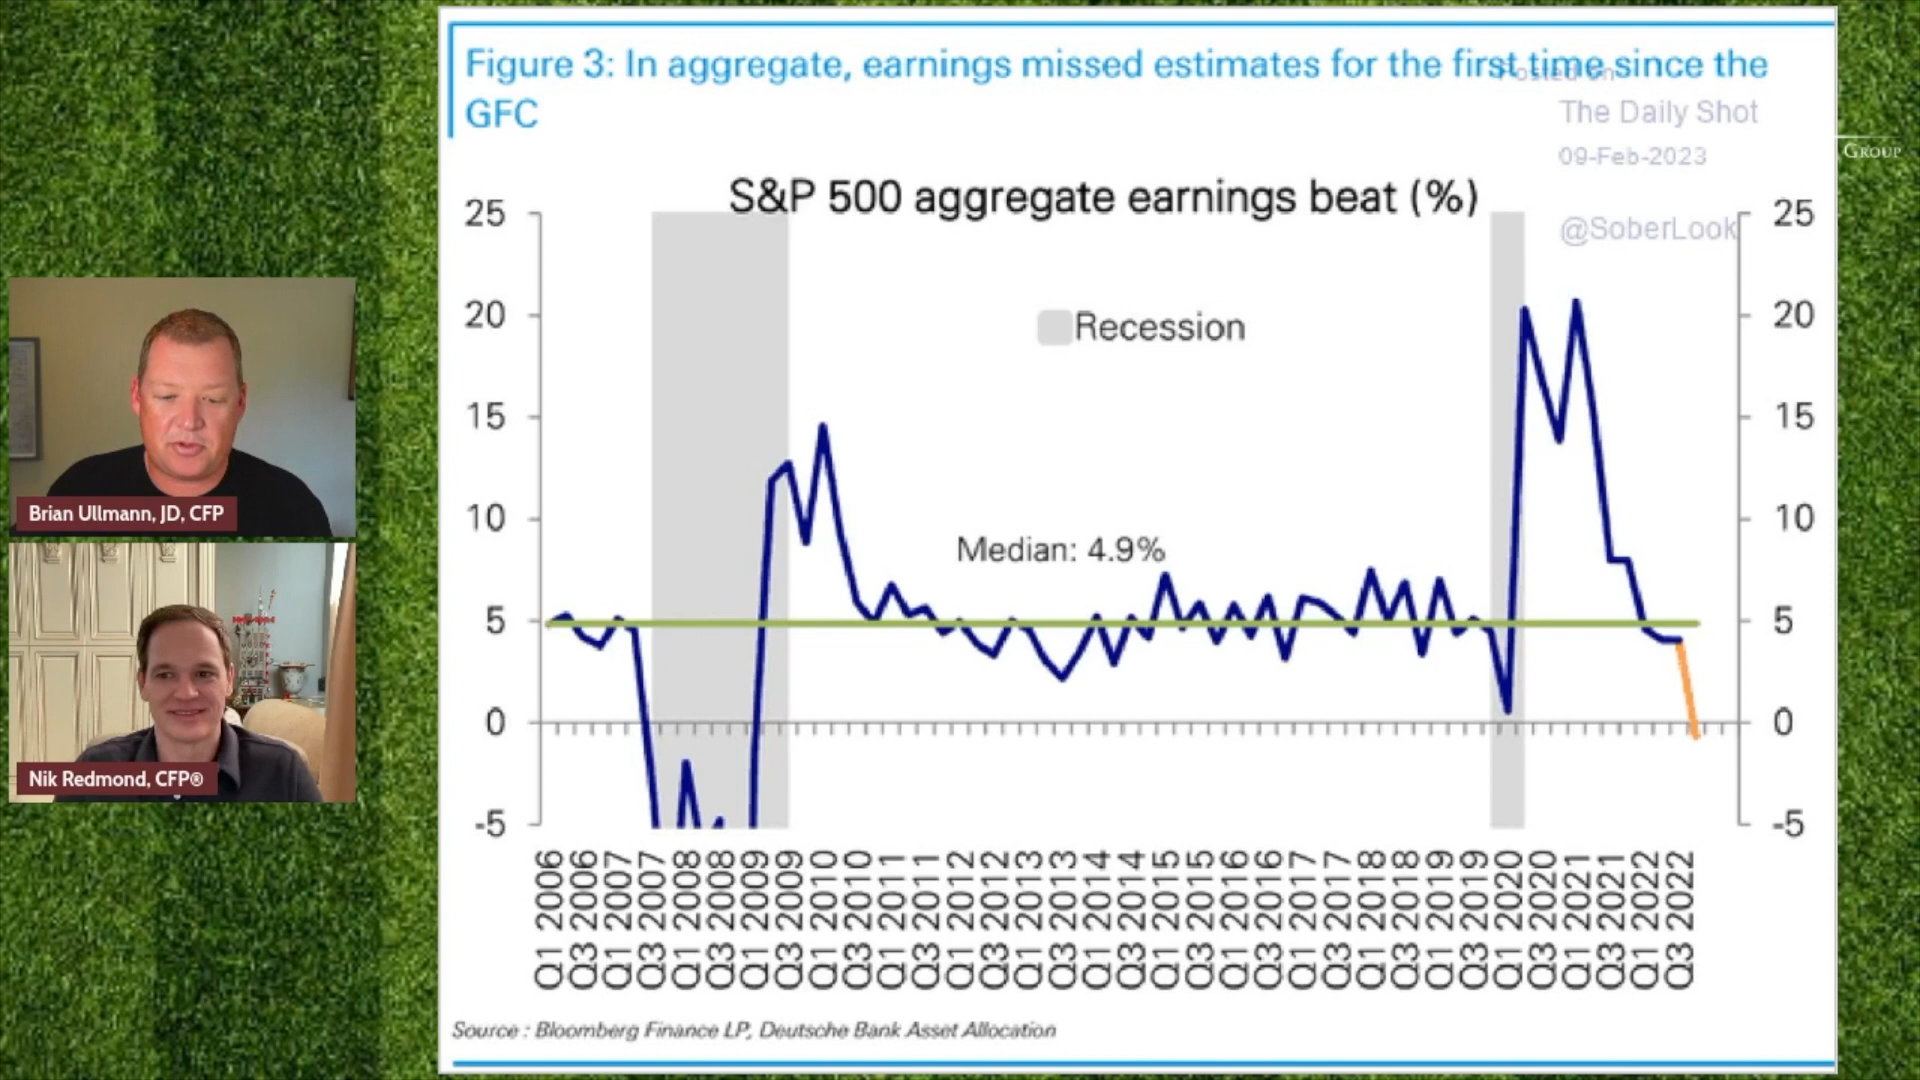 Figure 3: In aggregate, earnings missed estimates for the first time since the
GFC
Posted on
The Daily Shot
09-Feb-2023
@SoberLook
GROUP
S&P 500 aggregate earnings beat (%)
25
20
15
10
5
0
-5
25
20
15
10
5
0
-5
Recession
Median: 4.9%
Q1 2006
Q3 2006
Q1 2007
Q3 2007
Q1 2008
Q3 2008
Q1 2009
Q3 2009
Q1 2010
Q3 2010
Q1 2011
Q3 2011
Q1 2012
Q3 2012
Q1 2013
Q3 2013
Q1 2014
Q3 2014
Q1 2015
Q3 2015
Q1 2016
Q3 2016
Q1 2017
Q3 2017
Q1 2018
Q3 2018
Q1 2019
Q3 2019
Q1 2020
Q3 2020
Q1 2021
Q3 2021
Q1 2022
Q3 2022
Source : Bloomberg Finance LP, Deutsche Bank Asset Allocation
Brian Ullmann, JD, CFP
Nik Redmond, CFP®